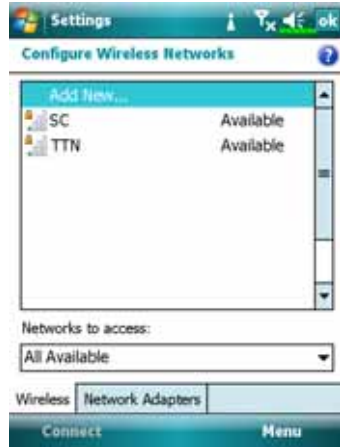 Settings ok
Configure Wireless Networks
Add New...
SC Available
TTN Available
Networks to access:
All Available
Wireless Network Adapters
Connect Menu